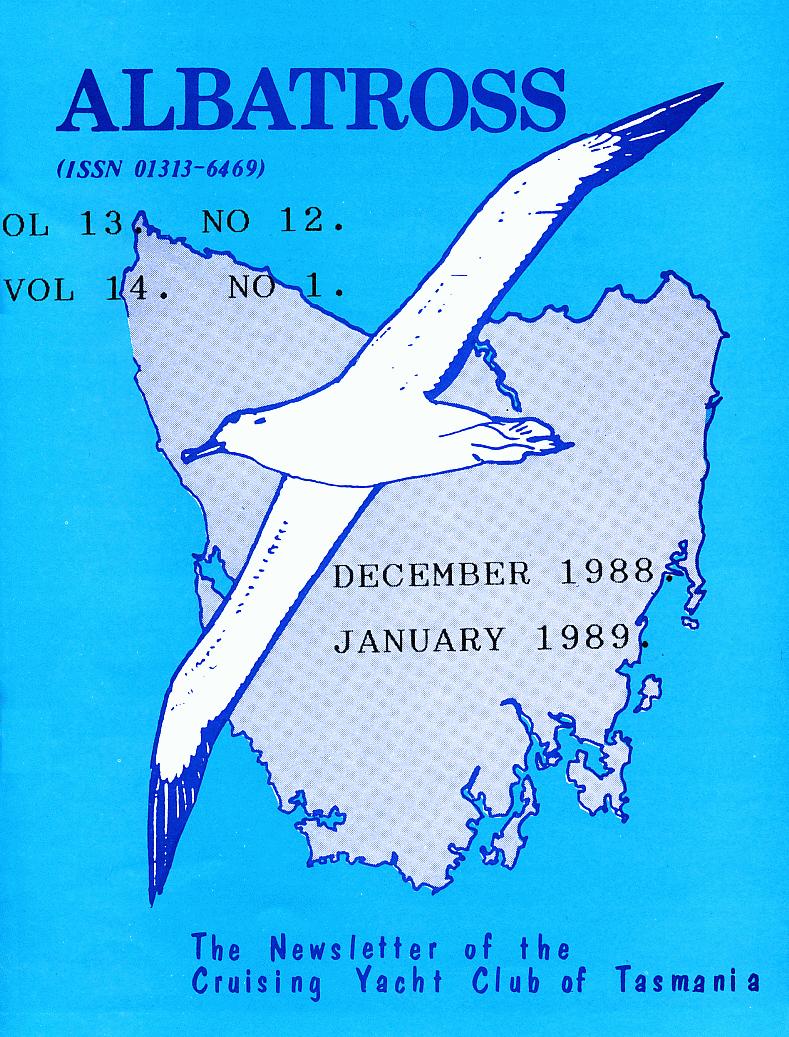 ALBATROSS
(ISSN 01313-6469)
OL 13. NO 12.
VOL 14. NO 1.
DECEMBER 1988.
JANUARY 1989.
The Newsletter of the
Cruising Yacht Club of Tasmania